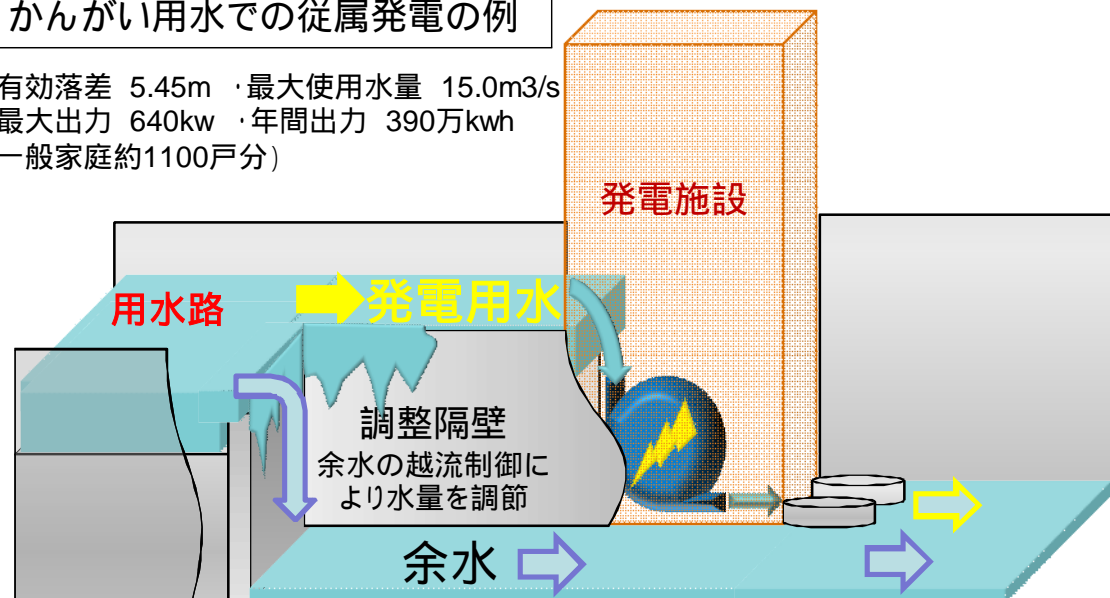 かんがい用水での従属発電の例
有効落差 5.45m ・最大使用水量 15.0m3/s
最大出力 640kw ・年間出力 390万kwh
一般家庭約1100戸分)
発電施設
用水路
発電用水
調整隔壁
余水の越流制御に
より水量を調節
余水